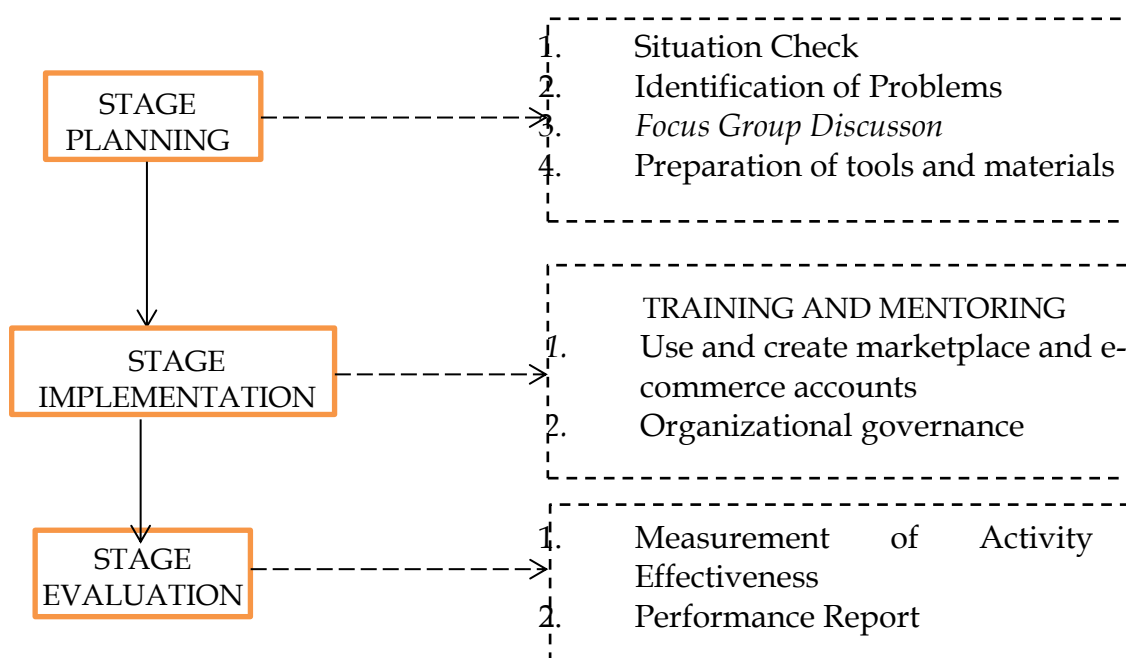 STAGE
PLANNING
1. Situation Check
2. Identification of Problems
3. Focus Group Discusson
4. Preparation of tools and materials
STAGE
IMPLEMENTATION
TRAINING AND MENTORING
1. Use and create marketplace and e-
commerce accounts
2. Organizational governance
STAGE
EVALUATION
1. Measurement of Activity
Effectiveness
2. Performance Report